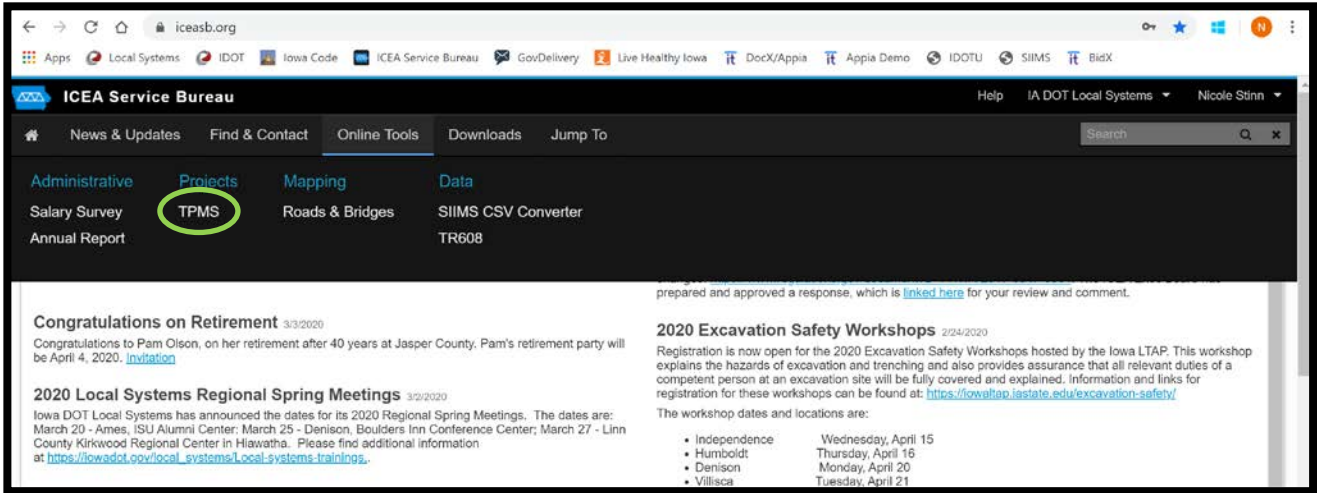 iceasb.org
N
Apps Local Systems IDOT Iowa Code ICEA Service Bureau GovDelivery Live Healthy Iowa DocX/Appia Appia Demo IDOTU SIIMS BidX
ICEA Service Bureau Help IA DOT Local Systems Nicole Stinn
News & Updates Find & Contact Online Tools Downloads Jump To Search
Administrative Projects Mapping Data
Salary Survey TPMS Roads & Bridges SIIMS CSV Converter
Annual Report TR608
prepared and approved a response, which is linked here for your review and comment.
Congratulations on Retirement 3/3/2020
Congratulations to Pam Olson, on her retirement after 40 years at Jasper County. Pam's retirement party will
be April 4, 2020. Invitation
2020 Local Systems Regional Spring Meetings 3/2/2020
Iowa DOT Local Systems has announced the dates for its 2020 Regional Spring Meetings. The dates are:
March 20 - Ames, ISU Alumni Center: March 25 - Denison, Boulders Inn Conference Center; March 27 - Linn
County Kirkwood Regional Center in Hiawatha. Please find additional information
at https://iowadot.gov/local_systems/Local-systems-trainings,.
2020 Excavation Safety Workshops 2/24/2020
Registration is now open for the 2020 Excavation Safety Workshops hosted by the Iowa LTAP. This workshop
explains the hazards of excavation and trenching and also provides assurance that all relevant duties of a
competent person at an excavation site will be fully covered and explained. Information and links for
registration for these workshops can be found at: https://iowaltap.iastate.edu/excavation-safety/
The workshop dates and locations are:
• Independence Wednesday, April 15
• Humboldt Thursday, April 16
• Denison Monday, April 20
• Villisca Tuesday, April 21